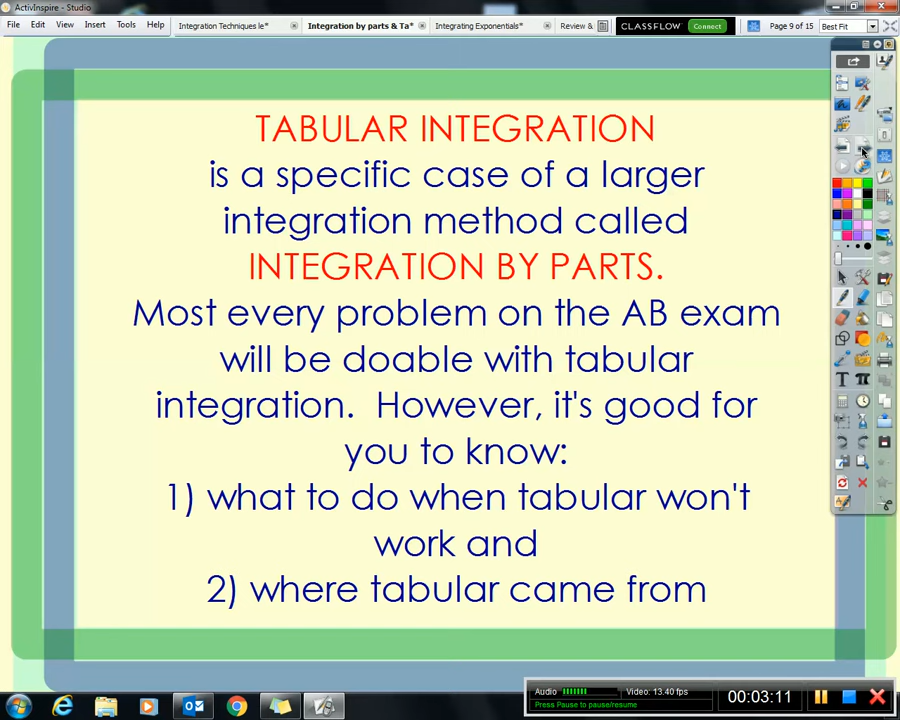 ActivInspire - Studio
File Edit View Insert Tools Help
Integration Techniques le*
Integration by parts & Ta*
Integrating Exponentials*
Review &
CLASSFLOW Connect
Page 9 of 15
Best Fit
TABULAR INTEGRATION
is a specific case of a larger
integration method called
INTEGRATION BY PARTS.
Most every problem on the AB exam
will be doable with tabular
integration. However, it's good for
you to know:
1) what to do when tabular won't
work and
2) where tabular came from
Audio
Video: 13.40 fps
Press Pause to pause/resume
00:03:11